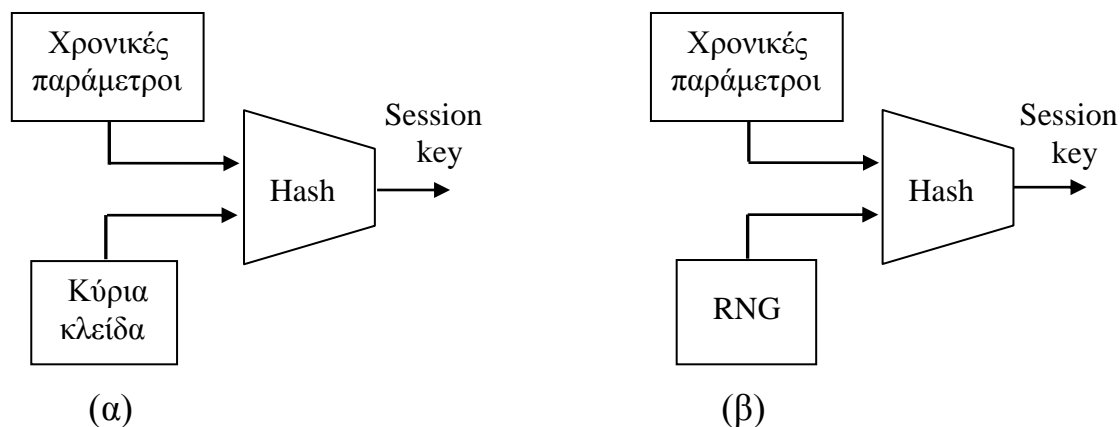 Χρονικές
παράμετροι
Session
key
Hash
Κύρια
κλείδα
(α)
Χρονικές
παράμετροι
Session
key
Hash
RNG
(β)